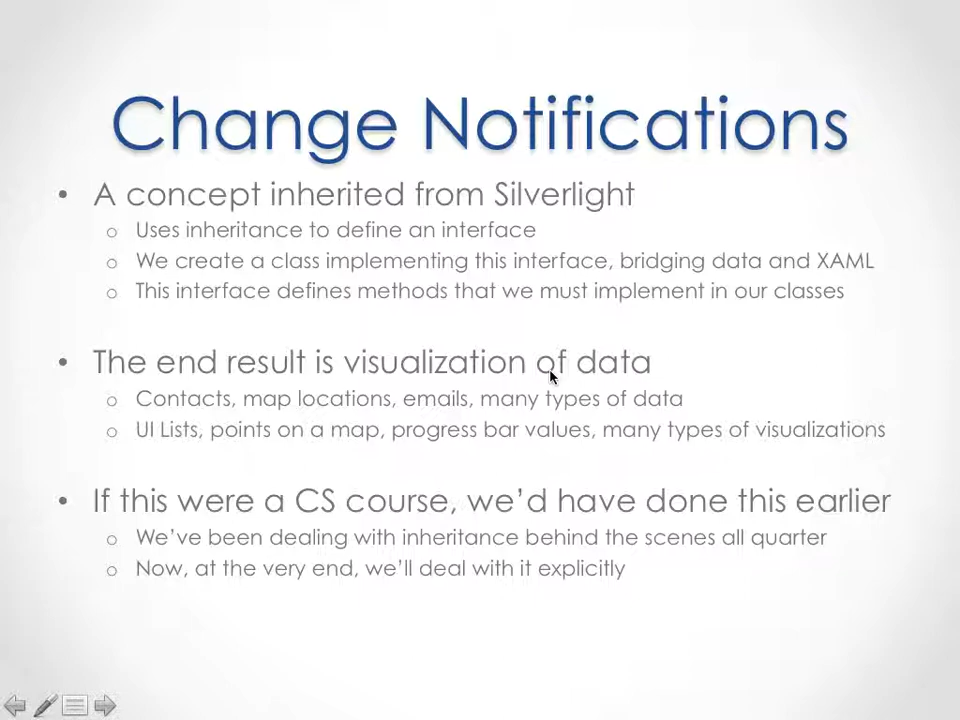 Change Notifications
• A concept inherited from Silverlight
o Uses inheritance to define an interface
o We create a class implementing this interface, bridging data and XAML
o This interface defines methods that we must implement in our classes
• The end result is visualization of data
o Contacts, map locations, emails, many types of data
o UI Lists, points on a map, progress bar values, many types of visualizations
• If this were a CS course, we’d have done this earlier
o We’ve been dealing with inheritance behind the scenes all quarter
o Now, at the very end, we’ll deal with it explicitly